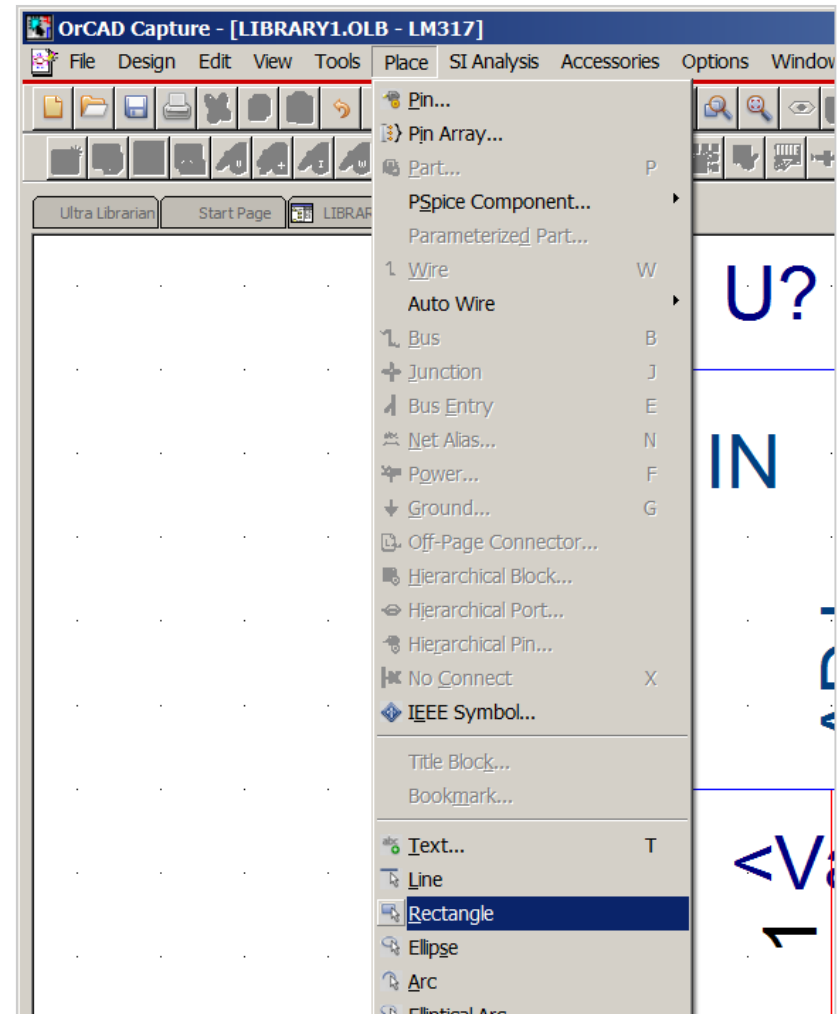 OrCAD Capture - [LIBRARY1.OLB - LM317]
File Design Edit View Tools Place SI Analysis Accessories Options Window
Ultra Librarian Start Page LIBRAR
Pin...
Pin Array...
Part... P
PSpice Component...
Parameterized Part...
Wire W
Auto Wire
Bus B
Junction J
Bus Entry E
Net Alias... N
Power... F
Ground... G
Off-Page Connector...
Hierarchical Block...
Hierarchical Port...
Hierarchical Pin...
No Connect X
IEEE Symbol...
Title Block...
Bookmark...
Text... T
Line
Rectangle
Ellipse
Arc
Elliptical Arc
U?
IN
<Va
1